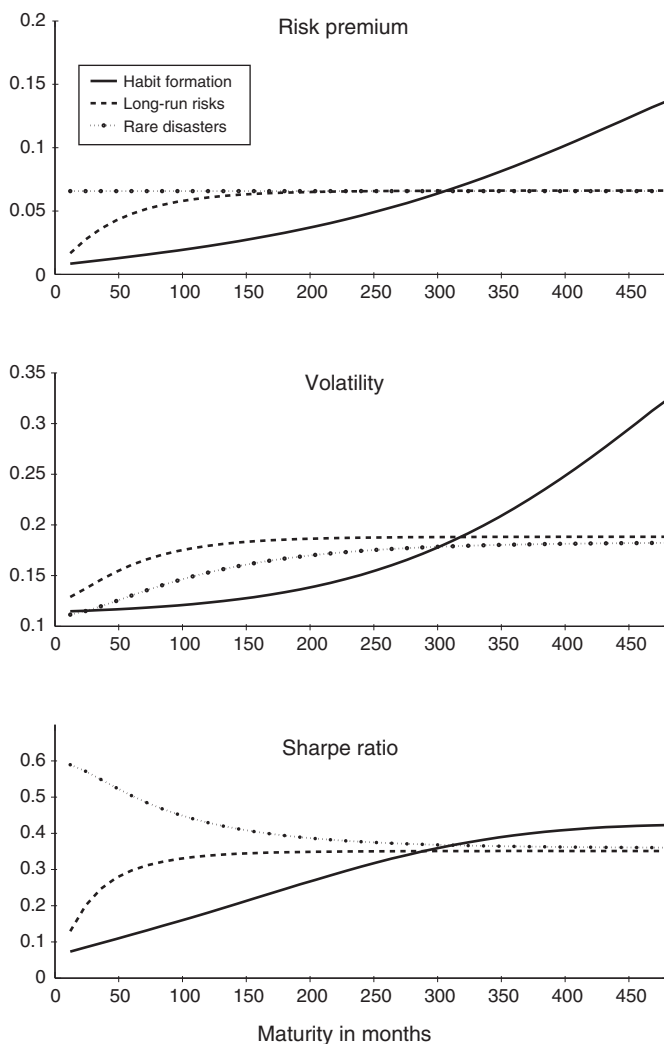 Risk premium
0.2
0.15
0.1
0.05
0
Habit formation
Long-run risks
Rare disasters
0 50 100 150 200 250 300 350 400 450
Volatility
0.35
0.3
0.25
0.2
0.15
0.1
0 50 100 150 200 250 300 350 400 450
Sharpe ratio
0.6
0.5
0.4
0.3
0.2
0.1
0
0 50 100 150 200 250 300 350 400 450
Maturity in months